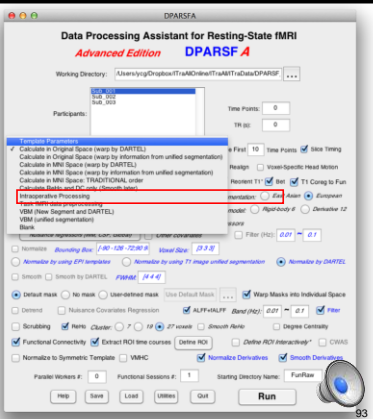 DPARSFA
Data Processing Assistant for Resting-State fMRI
Advanced Edition DPARSF A
Working Directory: /Users/ycg/Dropbox/ITraAllOnline/ITraAll/ITraData/DPARSF ...
Sub_001
Sub_002
Sub_003
Participants:
Time Points: 0
TR (s): 0
Template Parameters
✓ Calculate in Original Space (warp by DARTEL)
Calculate in Original Space (warp by information from unified segmentation)
Calculate in MNI Space (warp by DARTEL)
Calculate in MNI Space (warp by information from unified segmentation)
Calculate in MNI Space: TRADITIONAL order
Calculate ReHo and DC only (Smooth later)
Intraoperative Processing
Task fMRI data preprocessing
VBM (New Segment and DARTEL)
VBM (unified segmentation)
Blank
e First 10 Time Points Slice Timing
Realign Voxel-Specific Head Motion
Reorient T1* Bet T1 Coreg to Fun
mentation: East Asian European
model: Rigid-body 6 Derivative 12
Nuisance regressors (WM, CSF, Global) Other covariates Filter (Hz): 0.01 ~ 0.1
Normalize Bounding Box: [-90 -126 -72;90 9 Voxel Size: [3 3 3]
Normalize by using EPI templates Normalize by using T1 image unified segmentation Normalize by DARTEL
Smooth Smooth by DARTEL FWHM: [4 4 4]
Default mask No mask User-defined mask Use Default Mask ... Warp Masks into Individual Space
Detrend Nuisance Covariates Regression ALFF+fALFF Band (Hz): 0.01 ~ 0.1 Filter
Scrubbing ReHo Cluster: 7 19 27 voxels Smooth ReHo Degree Centrality
Functional Connectivity Extract ROI time courses Define ROI Define ROI Interactively* CWAS
Normalize to Symmetric Template VMHC Normalize Derivatives Smooth Derivatives
Parallel Workers #: 0 Functional Sessions #: 1 Starting Directory Name: FunRaw
Help Save Load Utilities Quit Run
93